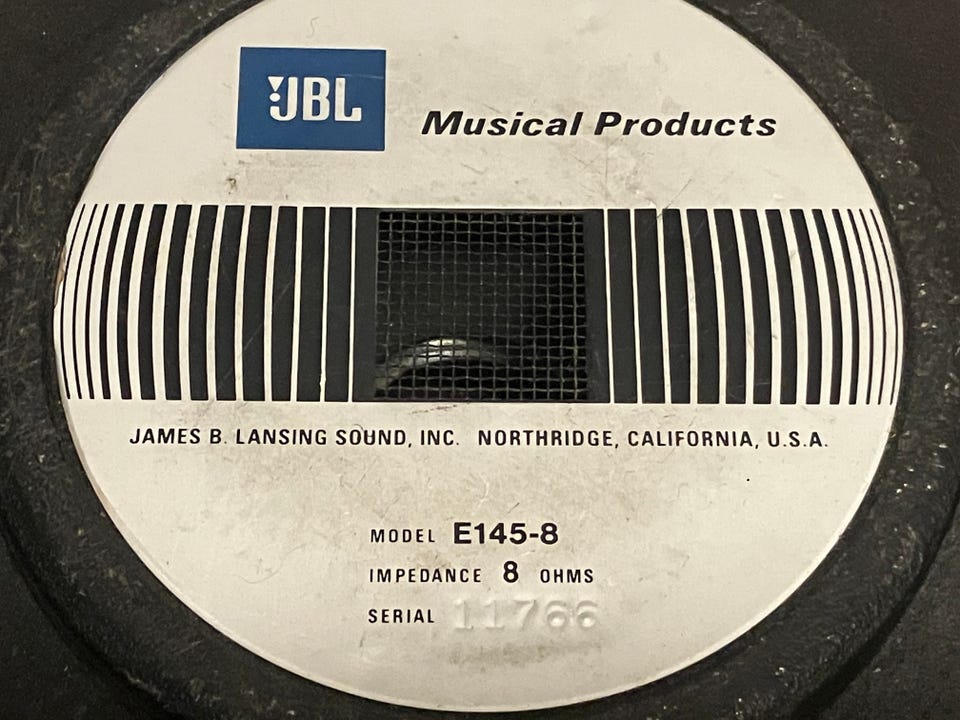 JBL
Musical Products
JAMES B. LANSING SOUND, INC. NORTHRIDGE, CALIFORNIA, U.S.A.
MODEL E145-8
IMPEDANCE 8 OHMS
SERIAL 11766